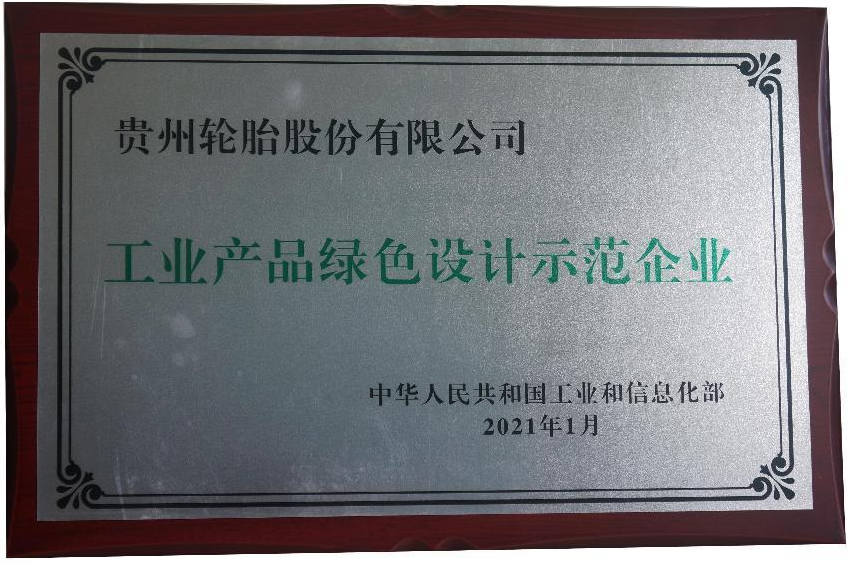 贵州轮胎股份有限公司
工业产品绿色设计示范企业
中华人民共和国工业和信息化部
2021年1月